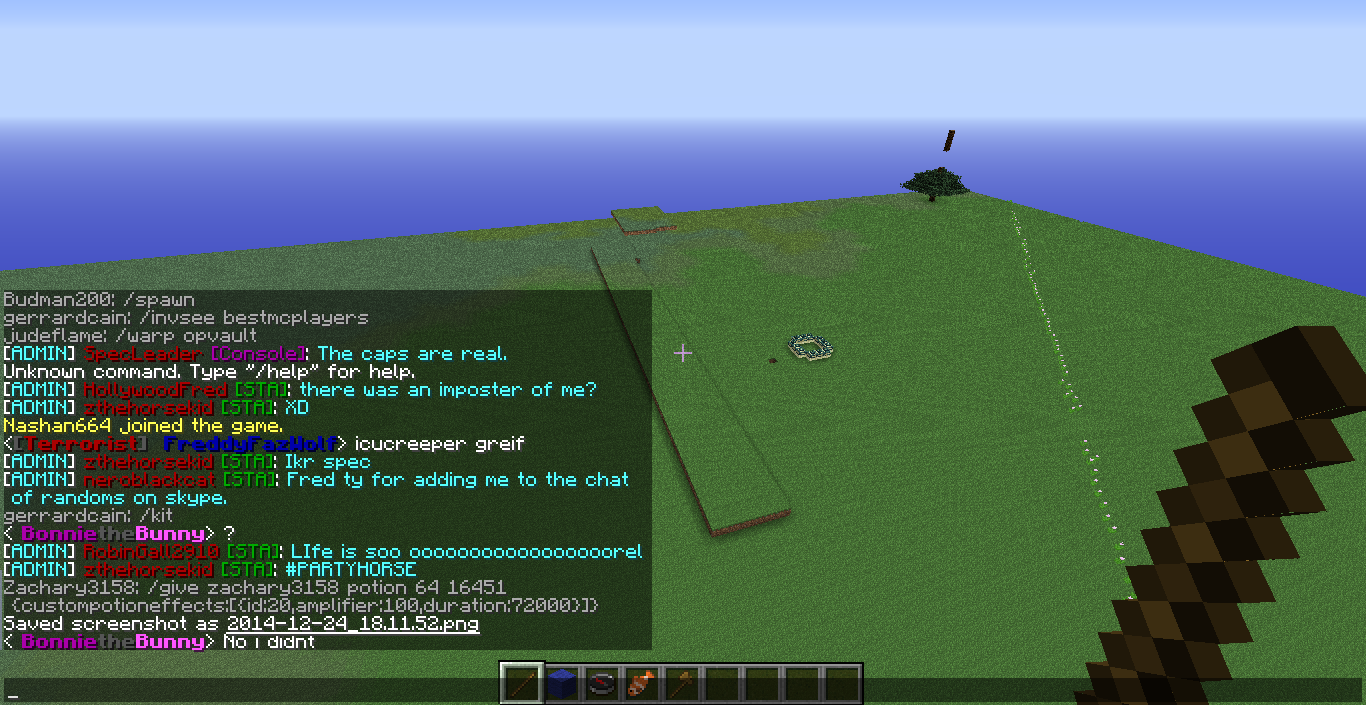 Budman200: /spawn
gerrardcain: /invsee bestmcplayers
judeflame: /warp opvault
[ADMIN] SpecLeader [Console]: The caps are real.
Unknown command. Type "/help" for help.
[ADMIN] HollywoodFred [STA]: there was an imposter of me?
[ADMIN] zthehorsekid [STA]: XD
Nashan664 joined the game.
<[Terrorist] FreddyFazWolf> icucreeper greif
[ADMIN] zthehorsekid [STA]: Ikr spec
[ADMIN] neroblackcat [STA]: Fred ty for adding me to the chat
of randoms on skype.
gerrardcain: /kit
< BonnietheBunny> ?
[ADMIN] RobinGall2910 [STA]: LIfe is soo ooooooooooooooooorel
[ADMIN] zthehorsekid [STA]: #PARTYHORSE
Zachary3158: /give zachary3158 potion 64 16451
{custompotioneffects:[{id:20,amplifier:100,duration:72000}]}
Saved screenshot as 2014-12-24_18.11.52.png
< BonnietheBunny> No i didnt
_